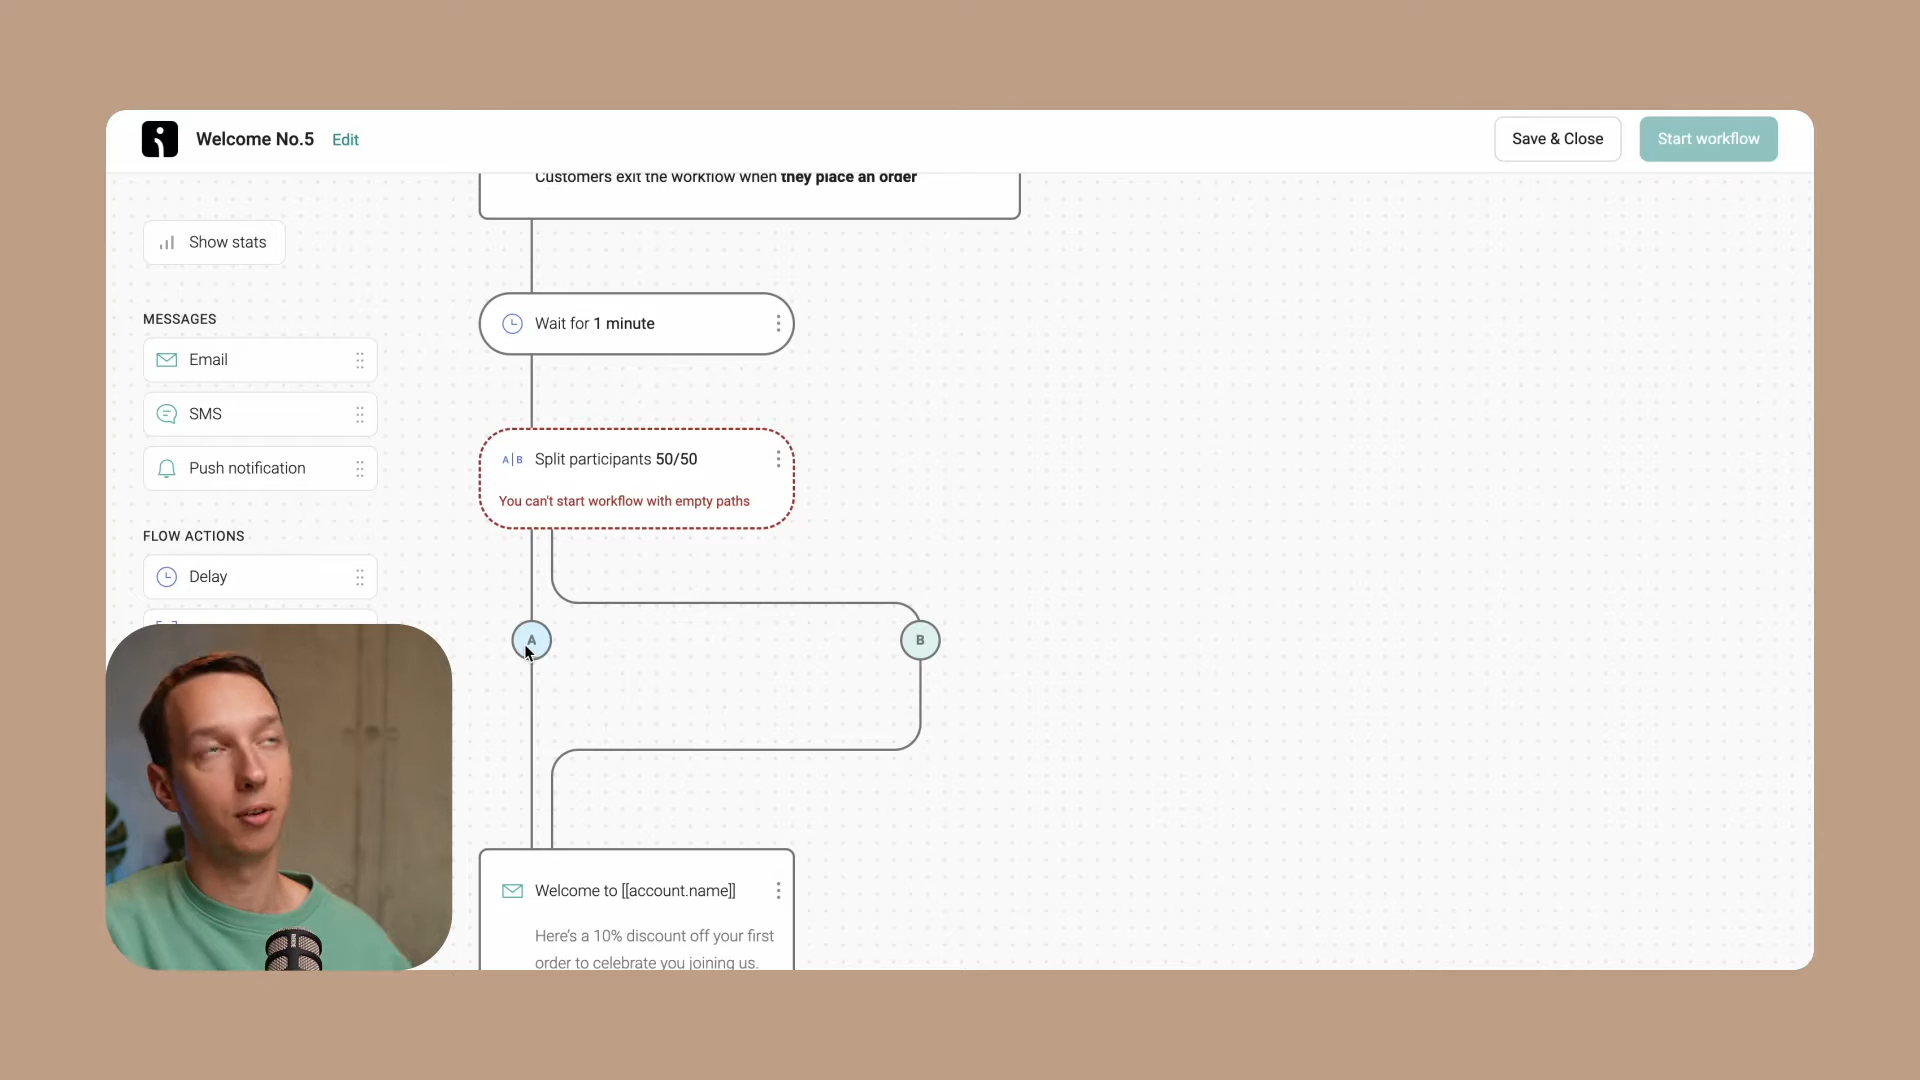 Welcome No.5 Edit
Save & Close
Start workflow
Customers exit the workflow when they place an order
Show stats
MESSAGES
Email
SMS
Push notification
FLOW ACTIONS
Delay
Wait for 1 minute
A|B Split participants 50/50
You can't start workflow with empty paths
A
B
Welcome to [[account.name]]
Here's a 10% discount off your first
order to celebrate you joining us.